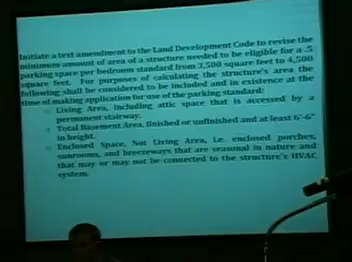 Initiate a text amendment to the Land Development Code to revise the
minimum amount of area of a structure needed to be eligible for a .5
parking space per bedroom standard from 3,500 square feet to 4,500
square feet. For purposes of calculating the structure's area the
following shall be considered to be included and in existence at the
time of making application for use of the parking standard:
Living Area, including attic space that is accessed by a
permanent stairway.
Total Basement Area, finished or unfinished and at least 6'-6"
in height.
Enclosed Space, Not Living Area, i.e. enclosed porches,
sunrooms, and breezeways that are seasonal in nature and
that may or may not be connected to the structure's HVAC
system.